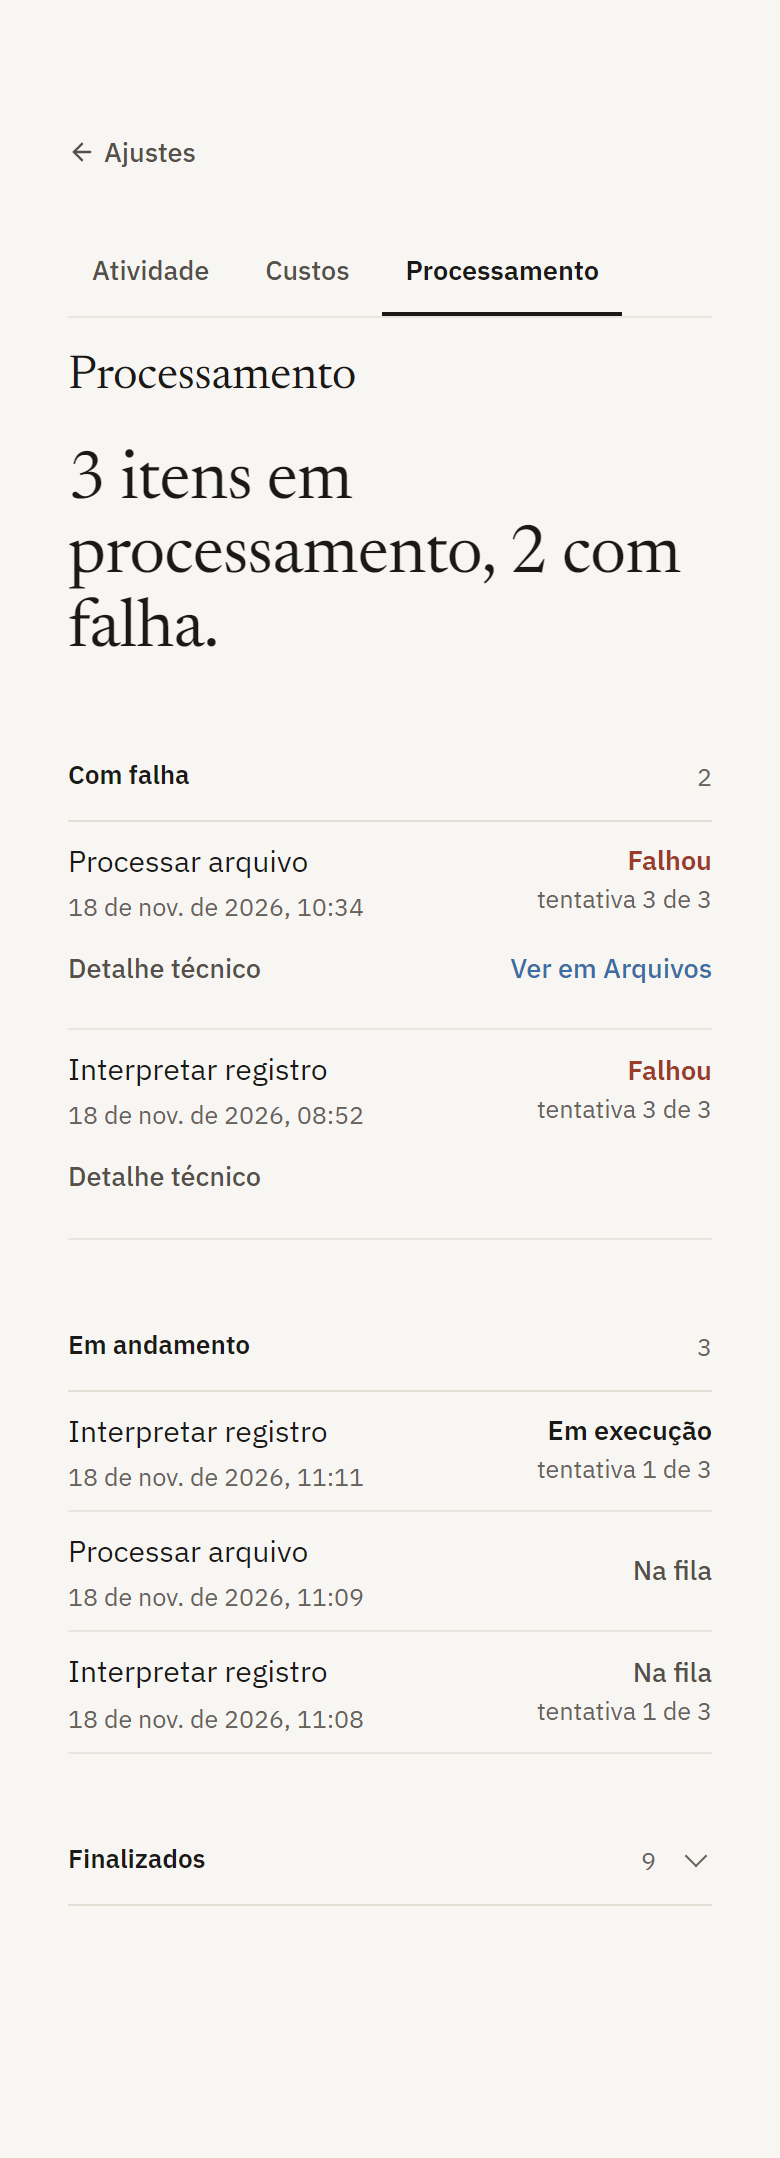 Ajustes
Atividade Custos Processamento
Processamento
3 itens em
processamento, 2 com
falha.
Com falha 2
Processar arquivo Falhou
18 de nov. de 2026, 10:34 tentativa 3 de 3
Detalhe técnico Ver em Arquivos
Interpretar registro Falhou
18 de nov. de 2026, 08:52 tentativa 3 de 3
Detalhe técnico
Em andamento 3
Interpretar registro Em execução
18 de nov. de 2026, 11:11 tentativa 1 de 3
Processar arquivo Na fila
18 de nov. de 2026, 11:09
Interpretar registro Na fila
18 de nov. de 2026, 11:08 tentativa 1 de 3
Finalizados 9